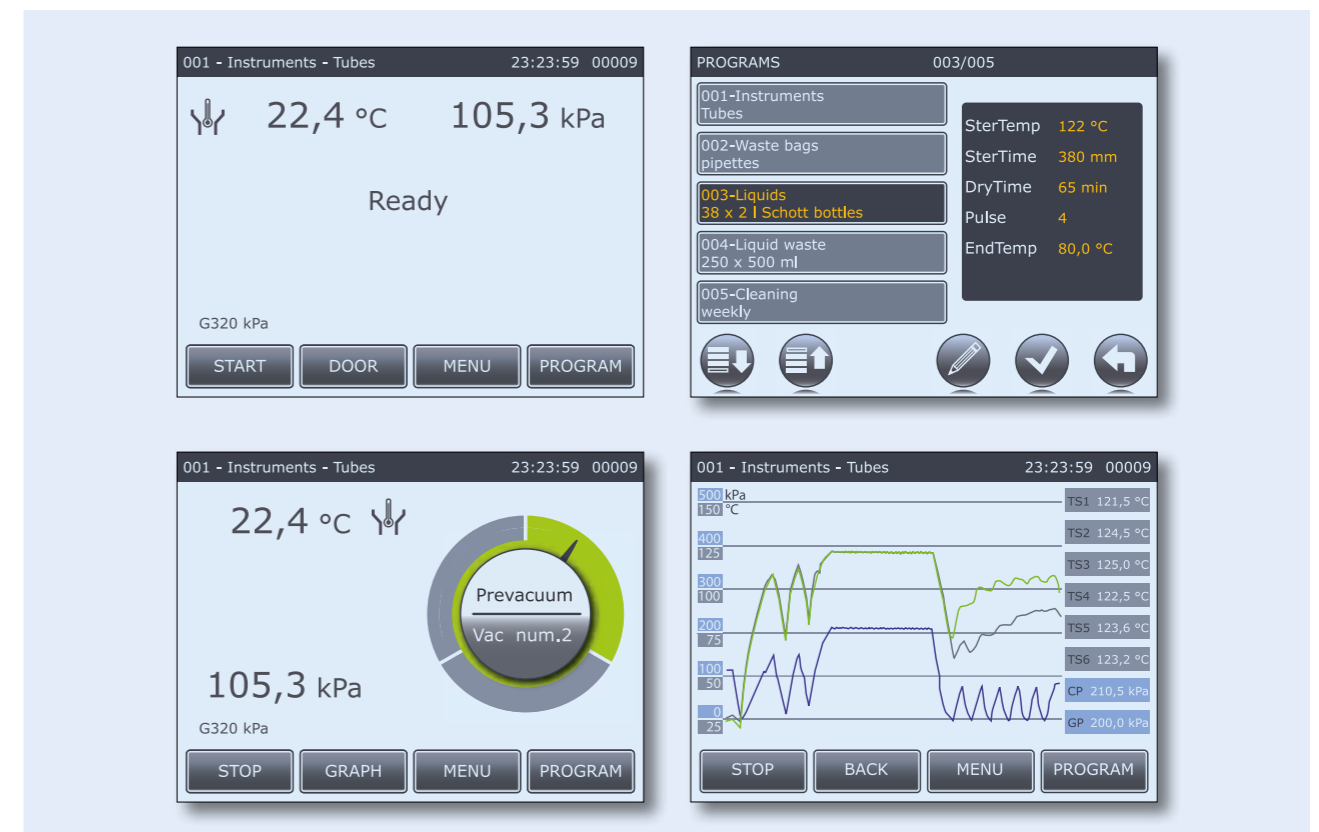 001 - Instruments - Tubes 23:23:59 00009
22,4 °C 105,3 kPa
Ready
G320 kPa
START DOOR MENU PROGRAM
PROGRAMS 003/005
001-Instruments
Tubes
002-Waste bags
pipettes
003-Liquids
38 x 2 l Schott bottles
004-Liquid waste
250 x 500 ml
005-Cleaning
weekly
SterTemp 122 °C
SterTime 380 mm
DryTime 65 min
Pulse 4
EndTemp 80,0 °C
001 - Instruments - Tubes 23:23:59 00009
22,4 °C
Prevacuum
Vac num.2
105,3 kPa
G320 kPa
STOP GRAPH MENU PROGRAM
001 - Instruments - Tubes 23:23:59 00009
500 kPa
150 °C
400
125
300
100
200
75
100
50
0
25
TS1 121,5 °C
TS2 124,5 °C
TS3 125,0 °C
TS4 122,5 °C
TS5 123,6 °C
TS6 123,2 °C
CP 210,5 kPa
GP 200,0 kPa
STOP BACK MENU PROGRAM